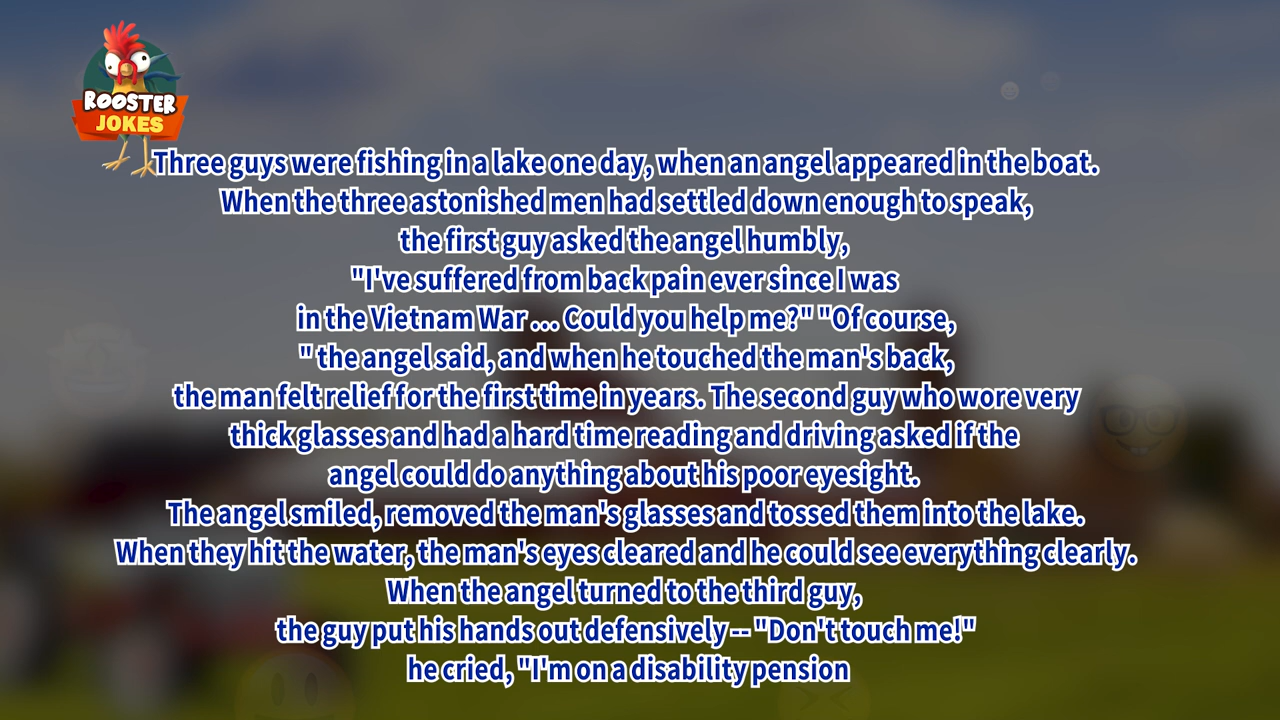 ROOSTER
JOKES
Three guys were fishing in a lake one day, when an angel appeared in the boat.
When the three astonished men had settled down enough to speak,
the first guy asked the angel humbly,
"I've suffered from back pain ever since I was
in the Vietnam War ... Could you help me?" "Of course,
" the angel said, and when he touched the man's back,
the man felt relief for the first time in years. The second guy who wore very
thick glasses and had a hard time reading and driving asked if the
angel could do anything about his poor eyesight.
The angel smiled, removed the man's glasses and tossed them into the lake.
When they hit the water, the man's eyes cleared and he could see everything clearly.
When the angel turned to the third guy,
the guy put his hands out defensively -- "Don't touch me!"
he cried, "I'm on a disability pension